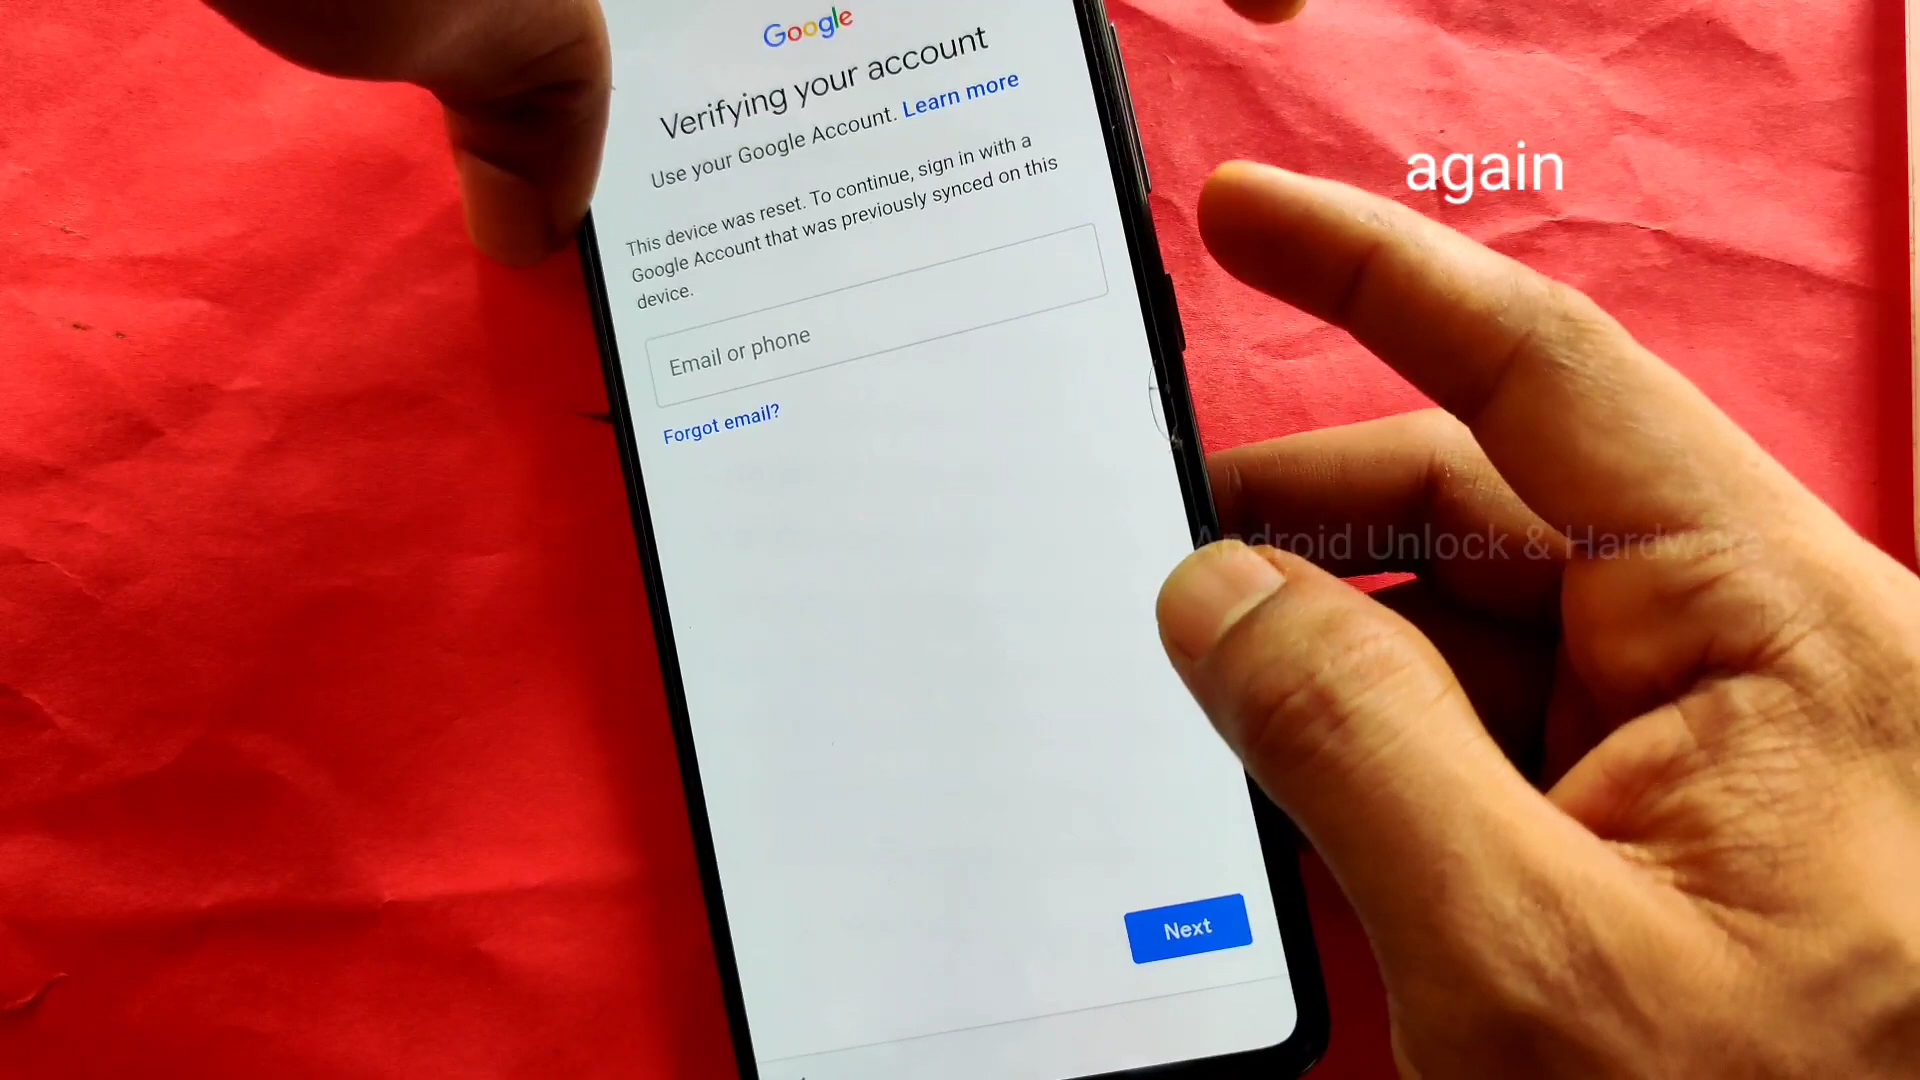 Google
Verifying your account
Use your Google Account. Learn more
This device was reset. To continue, sign in with a
Google Account that was previously synced on this
device.
Email or phone
Forgot email?
Next
again
Android Unlock & Hardware